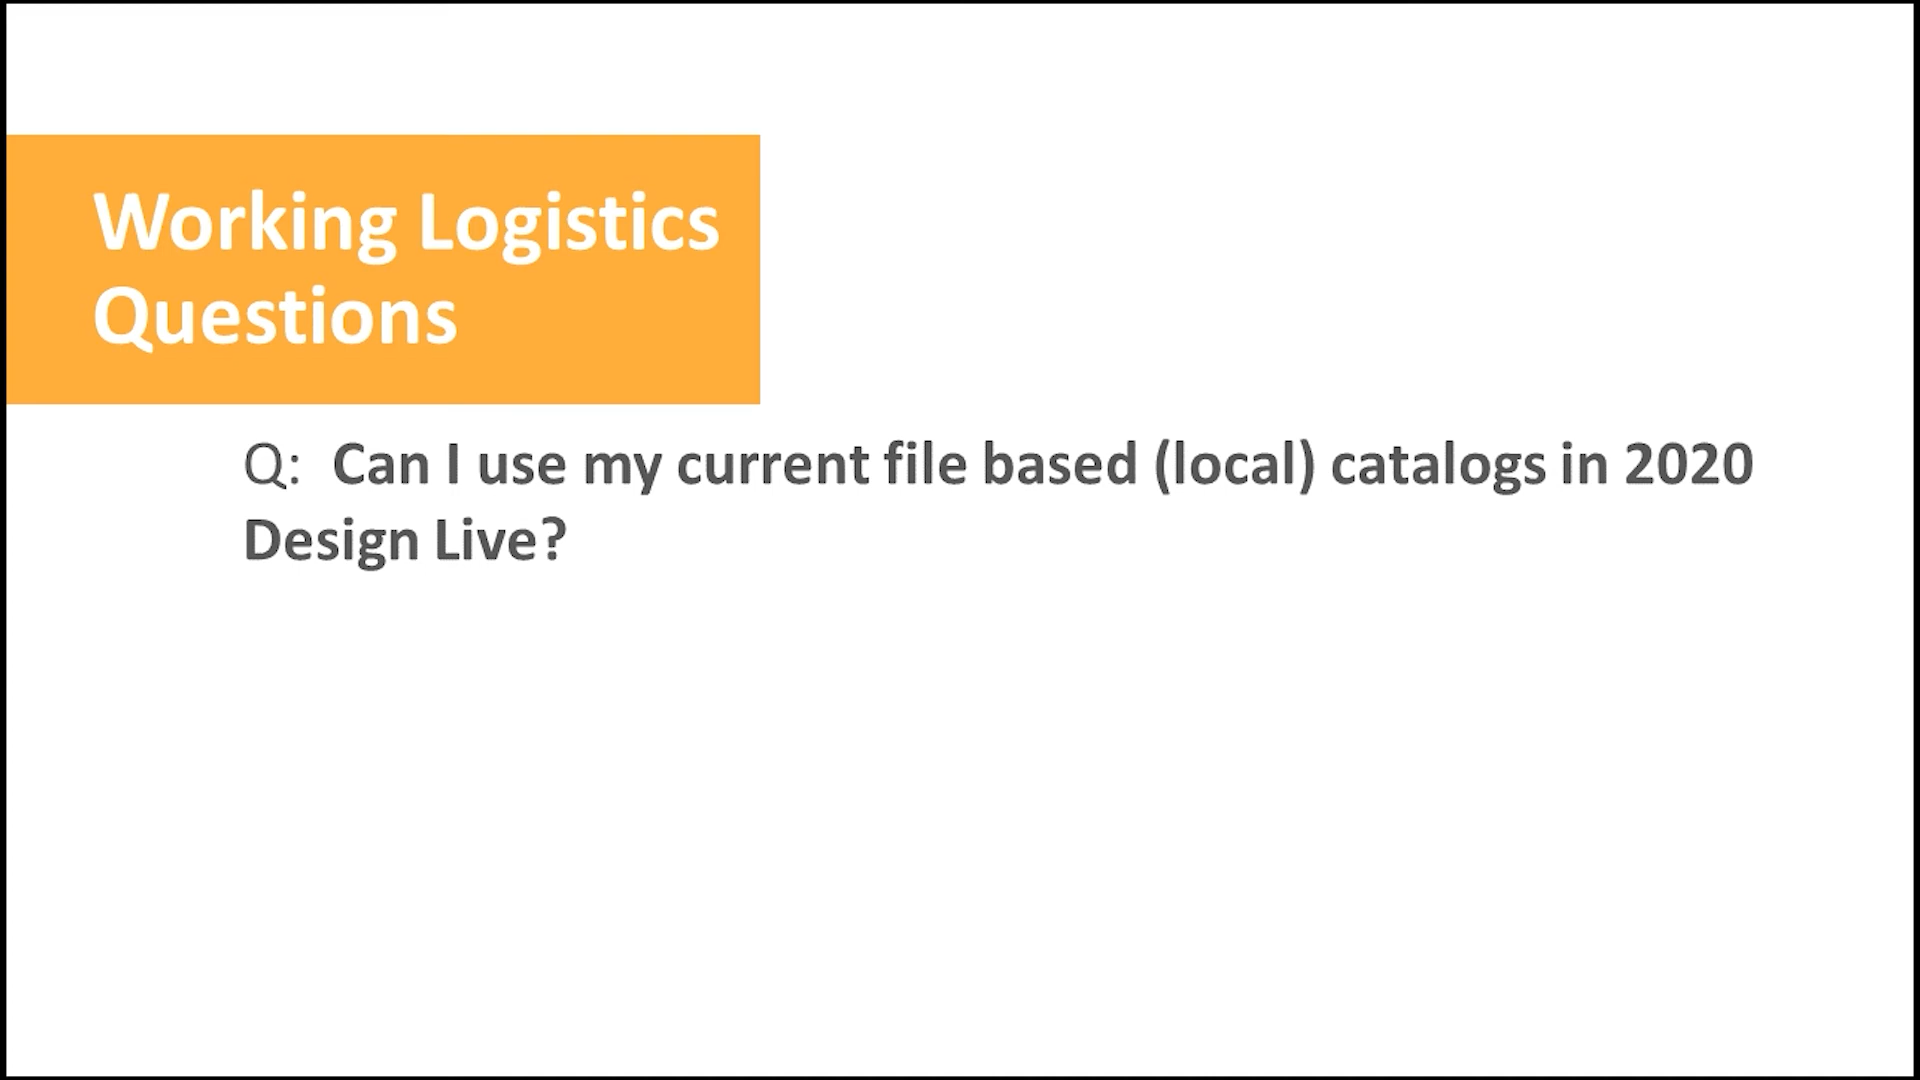 Working Logistics
Questions
Q: Can I use my current file based (local) catalogs in 2020
Design Live?